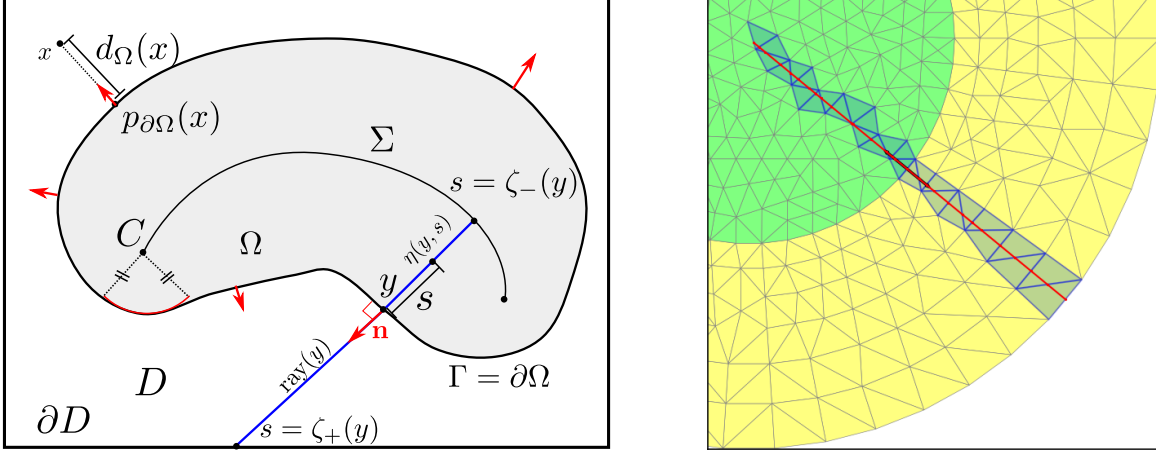 x
d_Ω(x)
p_∂Ω(x)
Σ
s = ζ_−(y)
C
Ω
η(y, s)
y
s
n
ray(y)
Γ = ∂Ω
D
∂D
s = ζ_+(y)